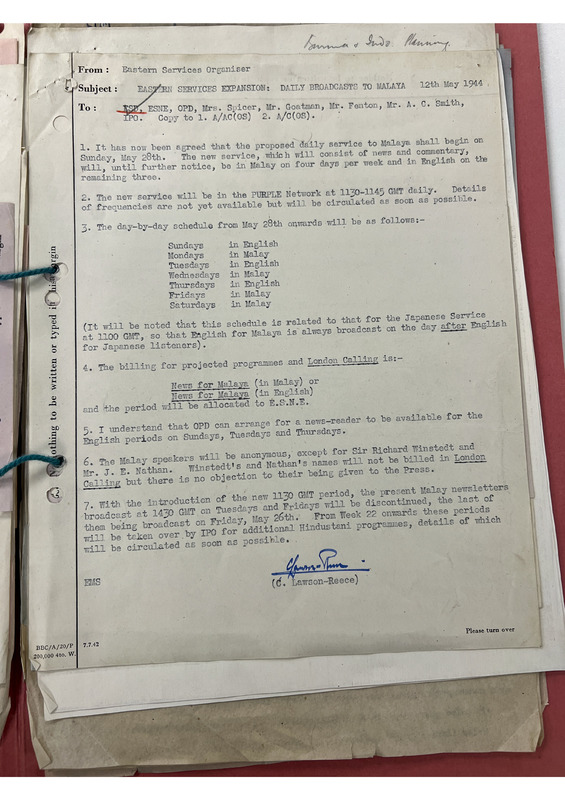 Burma & Indo Planning
From : Eastern Services Organiser
Subject : EASTERN SERVICES EXPANSION: DAILY BROADCASTS TO MALAYA 12th May 1944
To : ESD, ESNE, OPD, Mrs. Spicer, Mr. Goatman, Mr. Fenton, Mr. A. C. Smith,
IPO. Copy to 1. A/AC(OS) 2. A/C(OS).
1. It has now been agreed that the proposed daily service to Malaya shall begin on
Sunday, May 28th. The new service, which will consist of news and commentary,
will, until further notice, be in Malay on four days per week and in English on the
remaining three.
2. The new service will be in the PURPLE Network at 1130-1145 GMT daily. Details
of frequencies are not yet available but will be circulated as soon as possible.
3. The day-by-day schedule from May 28th onwards will be as follows:-
Sundays in English
Mondays in Malay
Tuesdays in English
Wednesdays in Malay
Thursdays in English
Fridays in Malay
Saturdays in Malay
(It will be noted that this schedule is related to that for the Japanese Service
at 1100 GMT, so that English for Malaya is always broadcast on the day after English
for Japanese listeners).
4. The billing for projected programmes and London Calling is:-
News for Malaya (in Malay) or
News for Malaya (in English)
and the period will be allocated to E.S.N.E.
5. I understand that OPD can arrange for a news-reader to be available for the
English periods on Sundays, Tuesdays and Thursdays.
6. The Malay speakers will be anonymous, except for Sir Richard Winstedt and
Mr. J. E. Nathan. Winstedt's and Nathan's names will not be billed in London
Calling but there is no objection to their being given to the Press.
7. With the introduction of the new 1130 GMT period, the present Malay newsletters
broadcast at 1430 GMT on Tuesdays and Fridays will be discontinued, the last of
them being broadcast on Friday, May 26th. From Week 22 onwards these periods
will be taken over by IPO for additional Hindustani programmes, details of which
will be circulated as soon as possible.
EMS
(C. Lawson-Reece)
Please turn over
BBC/A/20/P 7.7.42
200,000 4to. W.
Nothing to be written or typed in this margin